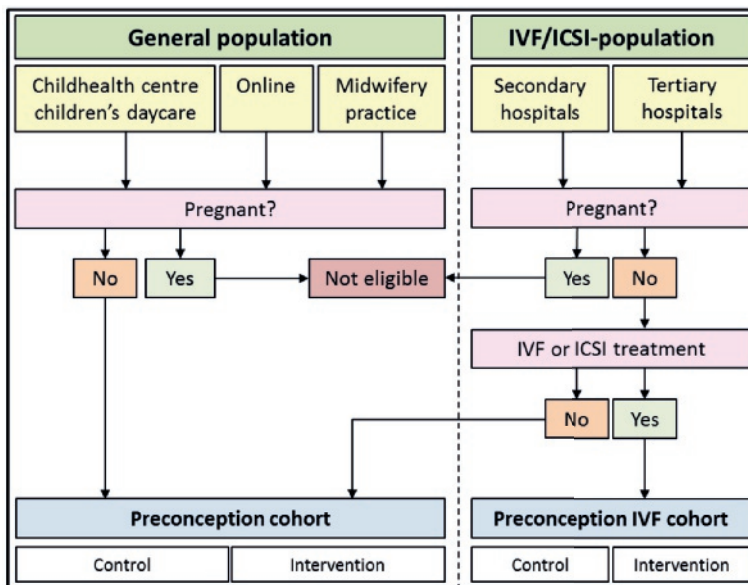 General population
IVF/ICSI-population
Childhealth centre
children's daycare
Online
Midwifery
practice
Secondary
hospitals
Tertiary
hospitals
Pregnant?
Pregnant?
No
Yes
Not eligible
Yes
No
IVF or ICSI treatment
No
Yes
Preconception cohort
Preconception IVF cohort
Control
Intervention
Control
Intervention